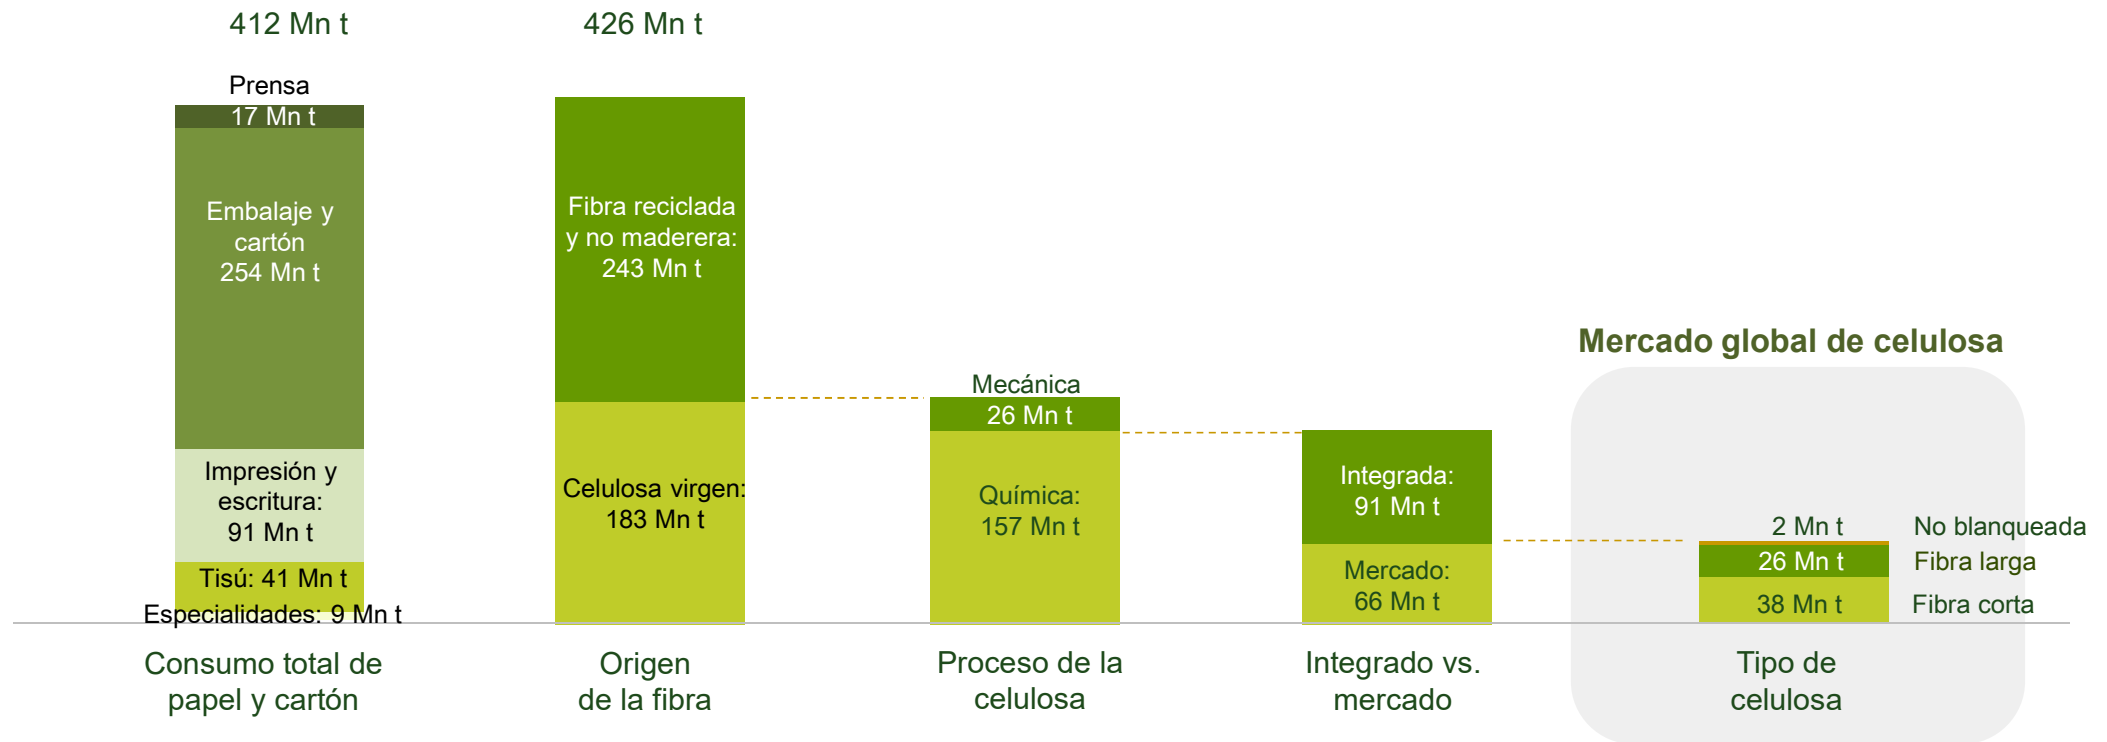 412 Mn t
426 Mn t
Prensa
17 Mn t
Embalaje y
cartón
254 Mn t
Impresión y
escritura:
91 Mn t
Tisú: 41 Mn t
Especialidades: 9 Mn t
Fibra reciclada
y no maderera:
243 Mn t
Celulosa virgen:
183 Mn t
Mecánica
26 Mn t
Química:
157 Mn t
Integrada:
91 Mn t
Mercado:
66 Mn t
Mercado global de celulosa
2 Mn t No blanqueada
26 Mn t Fibra larga
38 Mn t Fibra corta
Consumo total de
papel y cartón
Origen
de la fibra
Proceso de la
celulosa
Integrado vs.
mercado
Tipo de
celulosa